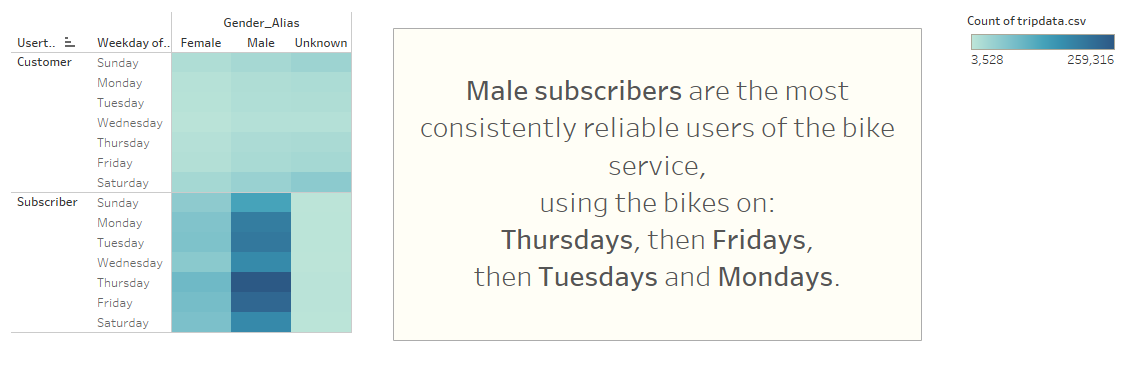 Gender_Alias
Usert.. Weekday of.. Female Male Unknown
Customer Sunday
Monday
Tuesday
Wednesday
Thursday
Friday
Saturday
Subscriber Sunday
Monday
Tuesday
Wednesday
Thursday
Friday
Saturday
Male subscribers are the most
consistently reliable users of the bike
service,
using the bikes on:
Thursdays, then Fridays,
then Tuesdays and Mondays.
Count of tripdata.csv
3,528 259,316